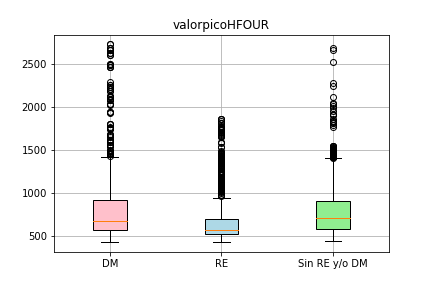 valorpicoHFOUR
2500
2000
1500
1000
500
DM
RE
Sin RE y/o DM